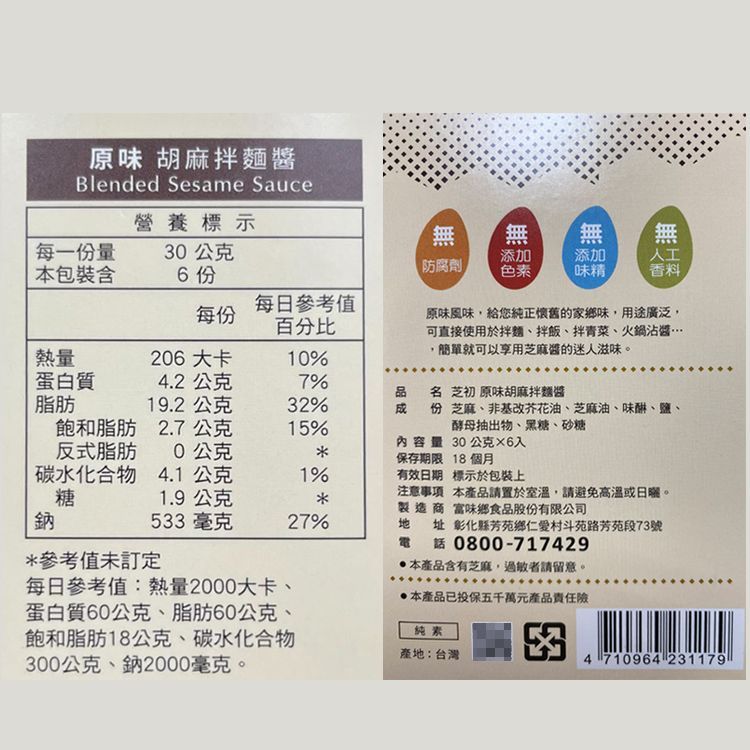 原味 胡麻拌麵醬
Blended Sesame Sauce
營養標示
每一份量 30 公克
本包裝含 6 份
每份 每日參考值
百分比
熱量 206 大卡 10%
蛋白質 4.2 公克 7%
脂肪 19.2 公克 32%
飽和脂肪 2.7 公克 15%
反式脂肪 0 公克 *
碳水化合物 4.1 公克 1%
糖 1.9 公克 *
鈉 533 毫克 27%
*參考值未訂定
每日參考值：熱量2000大卡、
蛋白質60公克、脂肪60公克、
飽和脂肪18公克、碳水化合物
300公克、鈉2000毫克。
無 防腐劑
無 添加 色素
無 添加 味精
無 人工 香料
原味風味，給您純正懷舊的家鄉味，用途廣泛，
可直接使用於拌麵、拌飯、拌青菜、火鍋沾醬…
，簡單就可以享用芝麻醬的迷人滋味。
品名 芝初 原味胡麻拌麵醬
成份 芝麻、非基改芥花油、芝麻油、味醂、鹽、
酵母抽出物、黑糖、砂糖
內容量 30 公克×6入
保存期限 18 個月
有效日期 標示於包裝上
注意事項 本產品請置於室溫，請避免高溫或日曬。
製造商 富味鄉食品股份有限公司
地址 彰化縣芳苑鄉仁愛村斗苑路芳苑段73號
電話 0800-717429
●本產品含有芝麻，過敏者請留意。
●本產品已投保五千萬元產品責任險
純素
產地：台灣
4 710964 231179